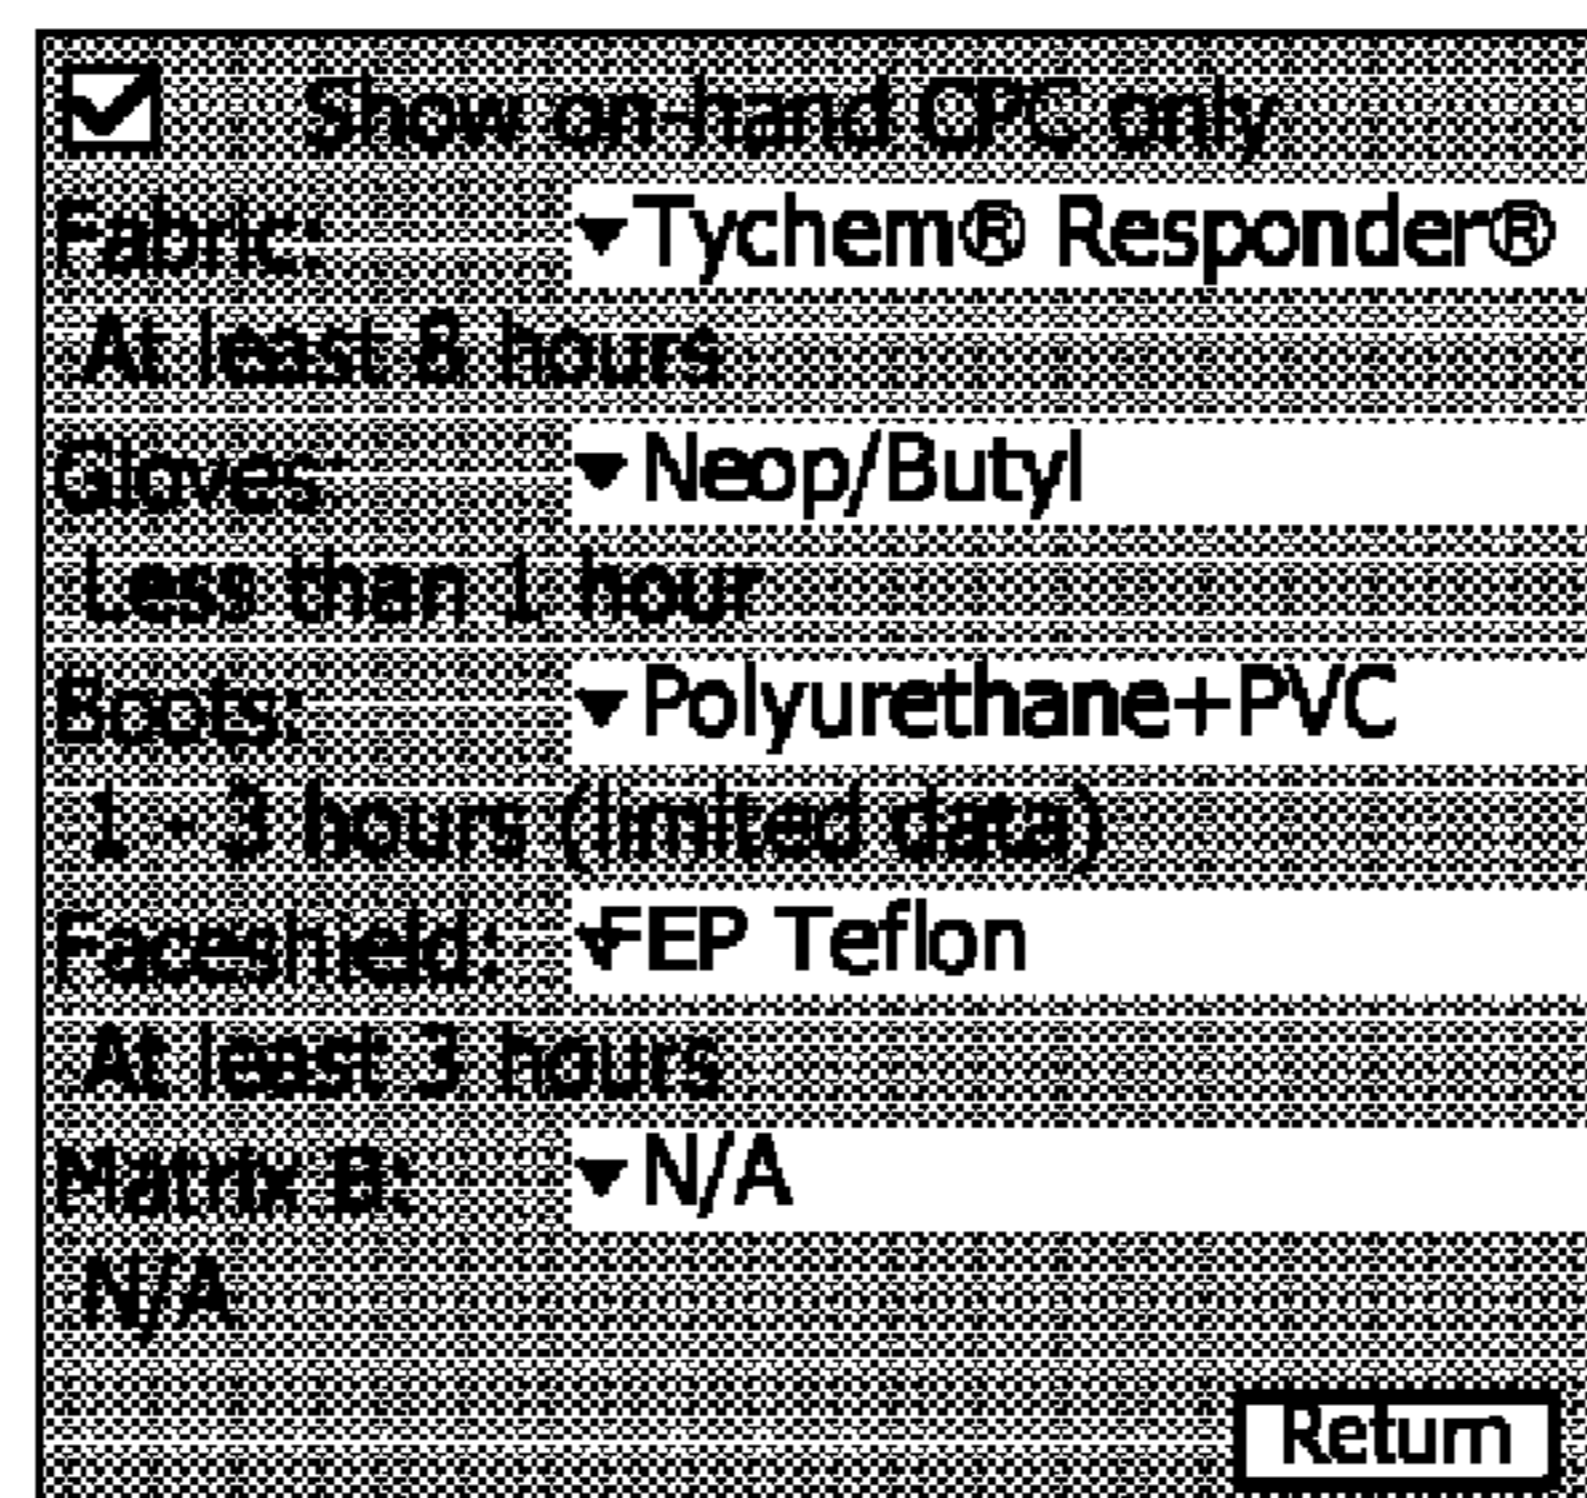 Show on-hand CPC only
Fabric: Tychem® Responder®
At least 8 hours
Gloves: Neop/Butyl
Less than 1 hour
Boots: Polyurethane+PVC
1 - 3 hours (limited data)
Faceshield: FEP Teflon
At least 3 hours
Matrix B: N/A
N/A
Return